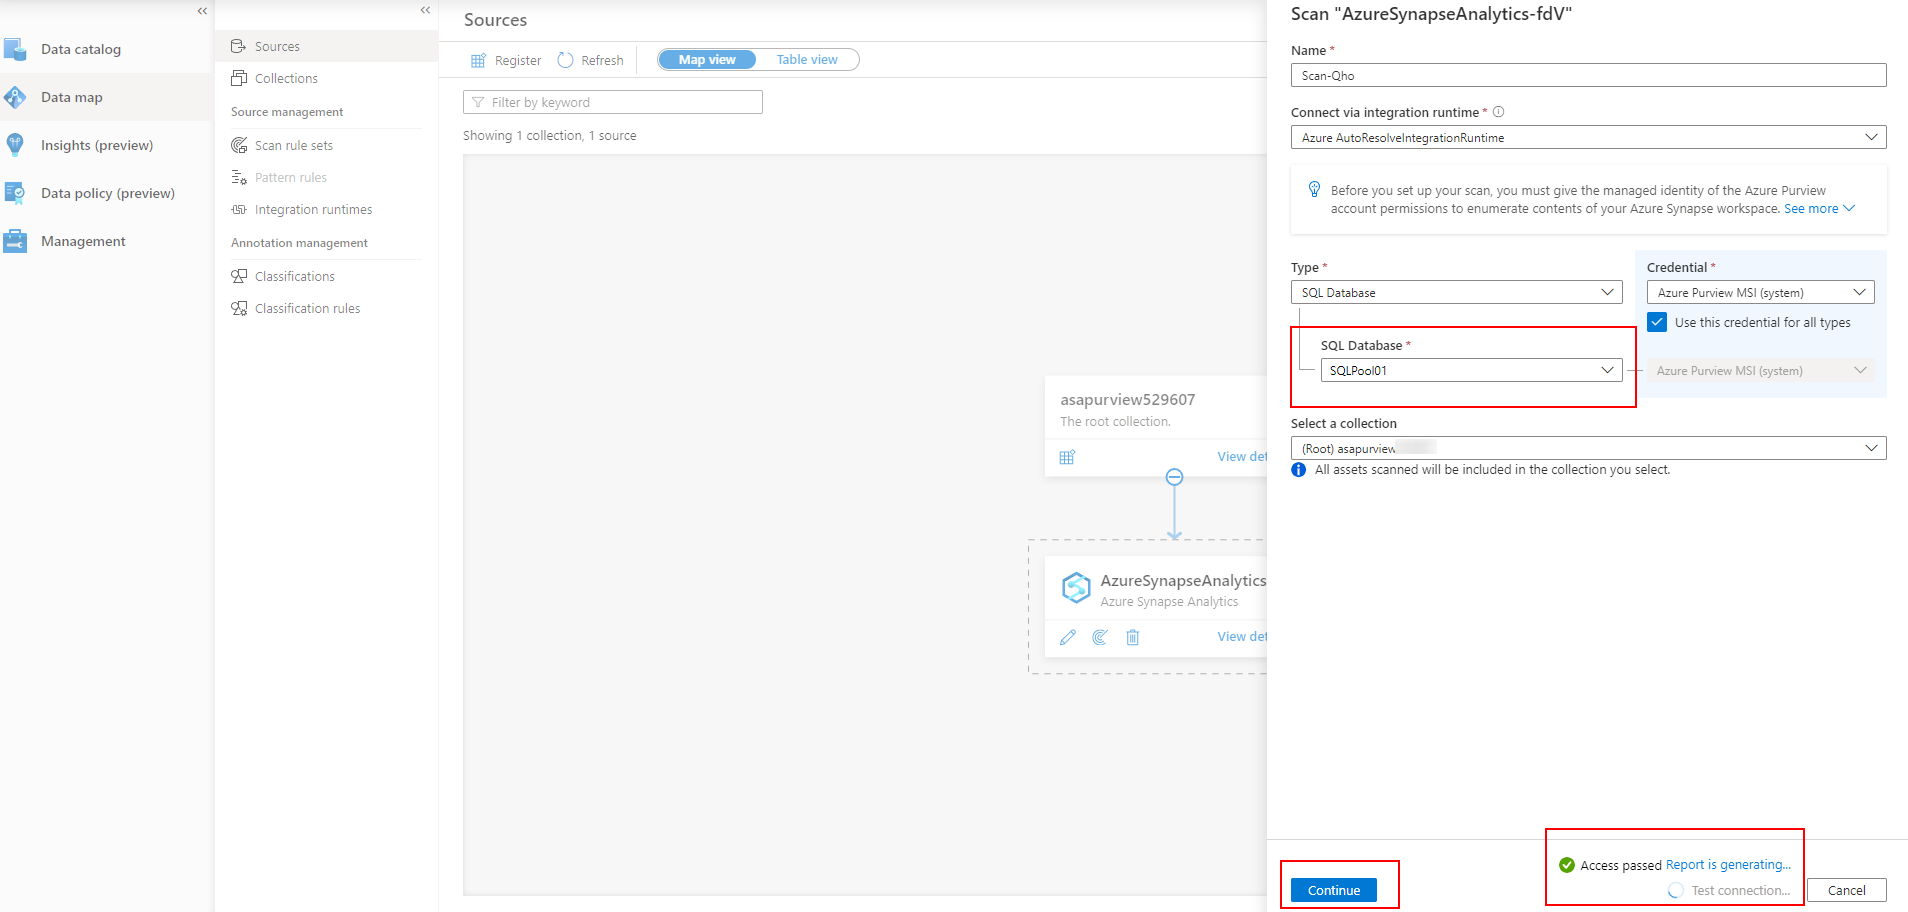 Data catalog
Data map
Insights (preview)
Data policy (preview)
Management
Sources
Collections
Source management
Scan rule sets
Pattern rules
Integration runtimes
Annotation management
Classifications
Classification rules
Sources
Register
Refresh
Map view
Table view
Filter by keyword
Showing 1 collection, 1 source
asapurview529607
The root collection.
View det
AzureSynapseAnalytics
Azure Synapse Analytics
View det
Scan "AzureSynapseAnalytics-fdV"
Name *
Scan-Qho
Connect via integration runtime *
Azure AutoResolveIntegrationRuntime
Before you set up your scan, you must give the managed identity of the Azure Purview
account permissions to enumerate contents of your Azure Synapse workspace. See more
Type *
SQL Database
Credential *
Azure Purview MSI (system)
Use this credential for all types
SQL Database *
SQLPool01
Azure Purview MSI (system)
Select a collection
(Root) asapurview
All assets scanned will be included in the collection you select.
Access passed Report is generating...
Continue
Test connection...
Cancel